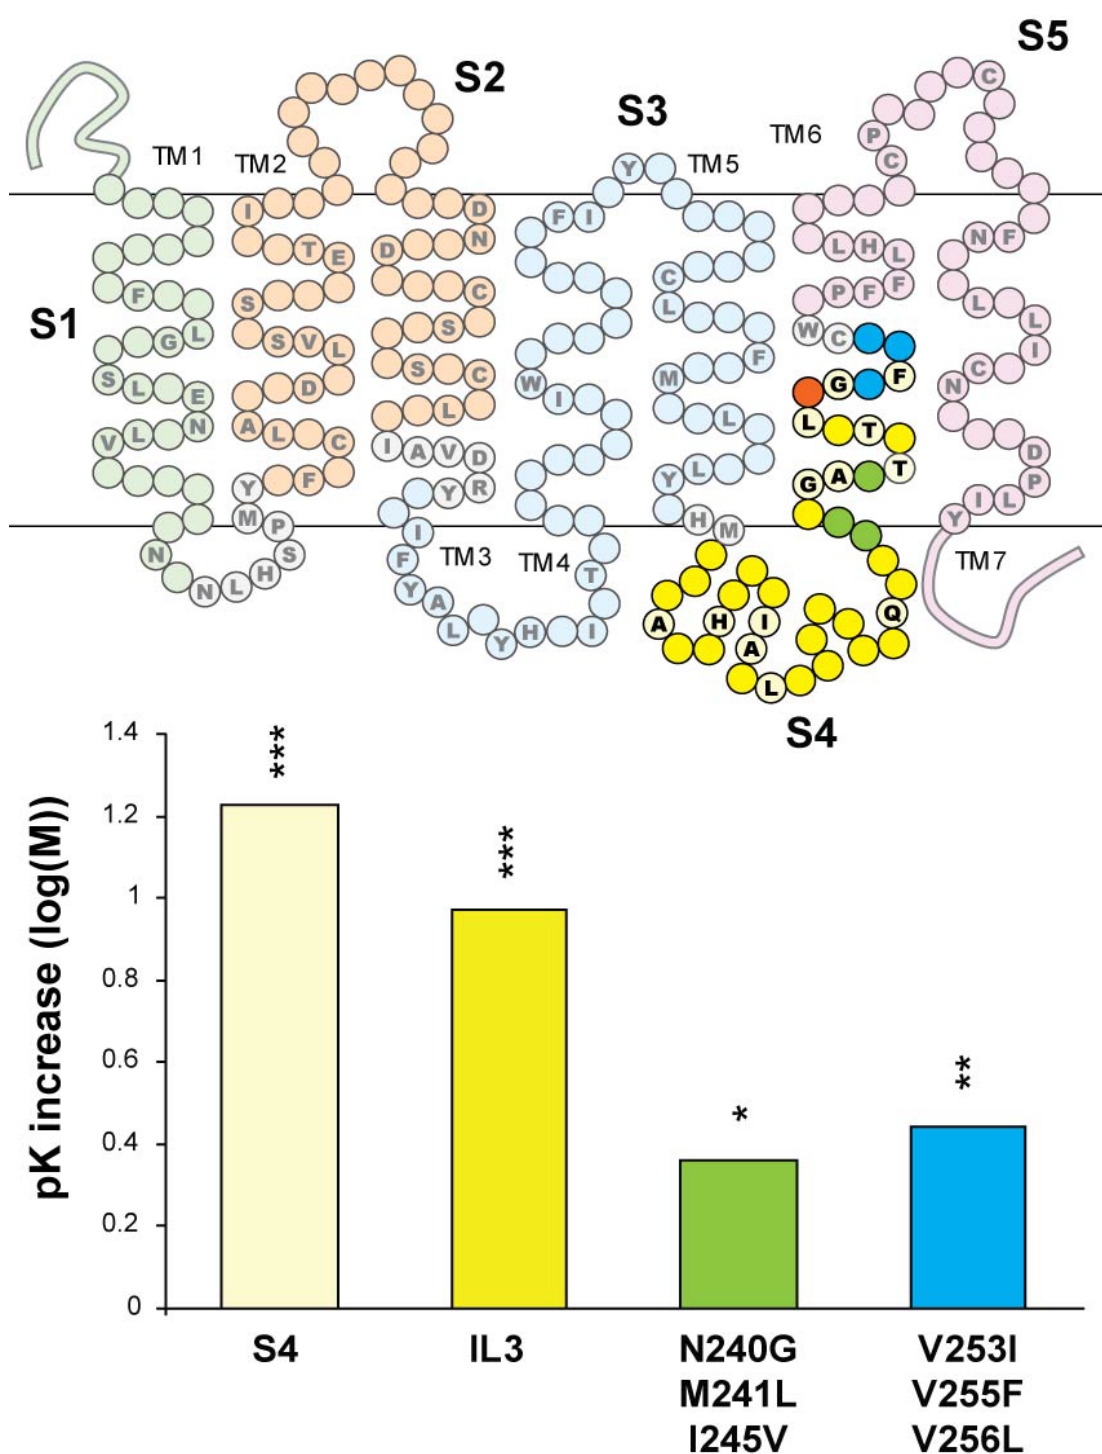 S5
S2
C
S3
TM6
P
TM1
TM2
Y
TM5
C
I
D
F I
T E
D
N
L H L
N F
F
S
C
C
P F F
L
L
S1
G L
S V L
S
F
W C
L
I
S L E
D
S C
W
M
G F
N C
I
V L N
A L C
L
L
L T
I A V D
D
Y F
Y R
Y L
G A T
Y I L P
M P
I
H M
N
S
F
TM3
TM4
T
TM7
N L H
Y A
L Y H I
A H I
Q
A
L
S4
pK increase (log(M))
1.4
1.2
1
0.8
0.6
0.4
0.2
0
***
***
*
**
S4
IL3
N240G
M241L
I245V
V253I
V255F
V256L